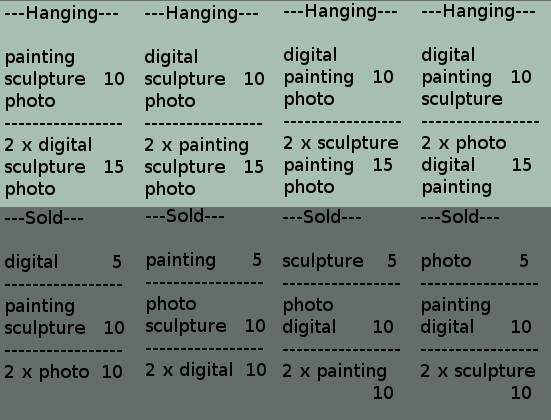 ---Hanging---
painting
sculpture 10
photo
------------------
2 x digital
sculpture 15
photo
---Hanging---
digital
sculpture 10
photo
------------------
2 x painting
sculpture 15
photo
---Hanging---
digital
painting 10
photo
------------------
2 x sculpture
painting 15
photo
---Hanging---
digital
painting 10
sculpture
------------------
2 x photo
digital 15
painting
---Sold---
digital 5
------------------
painting
sculpture 10
------------------
2 x photo 10
---Sold---
painting 5
------------------
photo
sculpture 10
------------------
2 x digital 10
---Sold---
sculpture 5
------------------
photo
digital 10
------------------
2 x painting
10
---Sold---
photo 5
------------------
painting
digital 10
------------------
2 x sculpture
10